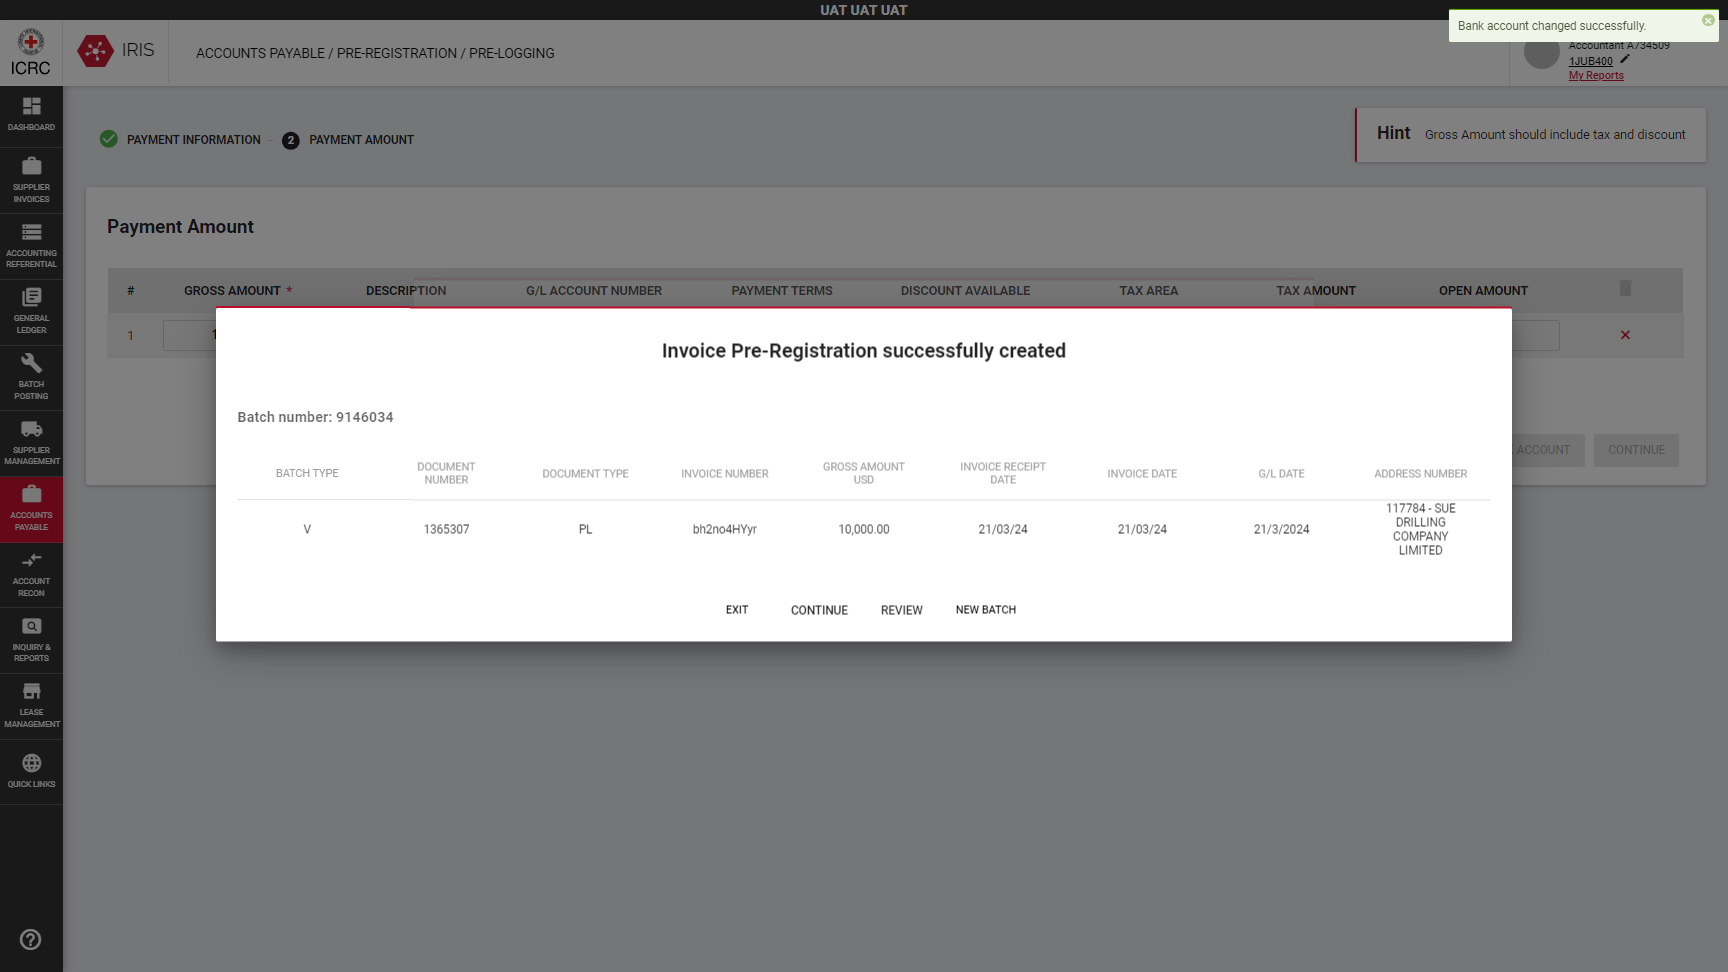 UAT UAT UAT
Bank account changed successfully.
ICRC
IRIS
ACCOUNTS PAYABLE / PRE-REGISTRATION / PRE-LOGGING
Accountant A734509
1JUB400
My Reports
DASHBOARD
SUPPLIER
INVOICES
ACCOUNTING
REFERENTIAL
GENERAL
LEDGER
BATCH
POSTING
SUPPLIER
MANAGEMENT
ACCOUNTS
PAYABLE
ACCOUNT
RECON
INQUIRY &
REPORTS
LEASE
MANAGEMENT
QUICK LINKS
PAYMENT INFORMATION
2 PAYMENT AMOUNT
Hint Gross Amount should include tax and discount
Payment Amount
# GROSS AMOUNT * DESCRIPTION G/L ACCOUNT NUMBER PAYMENT TERMS DISCOUNT AVAILABLE TAX AREA TAX AMOUNT OPEN AMOUNT
1
ACCOUNT CONTINUE
Invoice Pre-Registration successfully created
Batch number: 9146034
BATCH TYPE DOCUMENT NUMBER DOCUMENT TYPE INVOICE NUMBER GROSS AMOUNT USD INVOICE RECEIPT DATE INVOICE DATE G/L DATE ADDRESS NUMBER
V 1365307 PL bh2no4HYyr 10,000.00 21/03/24 21/03/24 21/3/2024 117784 - SUE DRILLING COMPANY LIMITED
EXIT CONTINUE REVIEW NEW BATCH